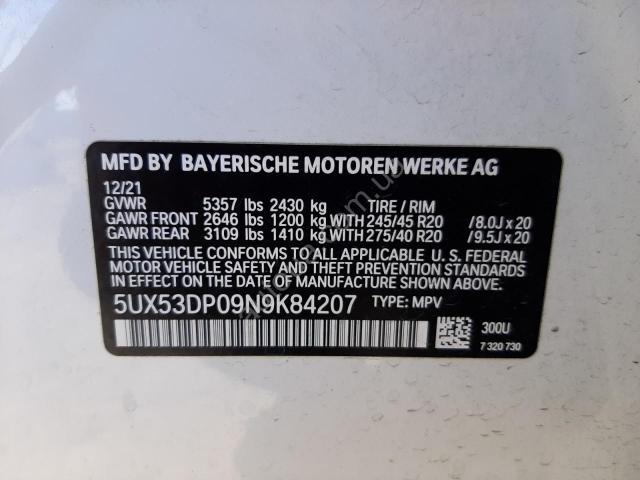 MFD BY BAYERISCHE MOTOREN WERKE AG
12/21
GVWR 5357 lbs 2430 kg TIRE / RIM
GAWR FRONT 2646 lbs 1200 kg WITH 245/45 R20 / 8.0J x 20
GAWR REAR 3109 lbs 1410 kg WITH 275/40 R20 / 9.5J x 20
THIS VEHICLE CONFORMS TO ALL APPLICABLE U. S. FEDERAL
MOTOR VEHICLE SAFETY AND THEFT PREVENTION STANDARDS
IN EFFECT ON THE DATE OF MANUFACTURE SHOWN ABOVE.
5UX53DP09N9K84207 TYPE: MPV
300U
7 320 730